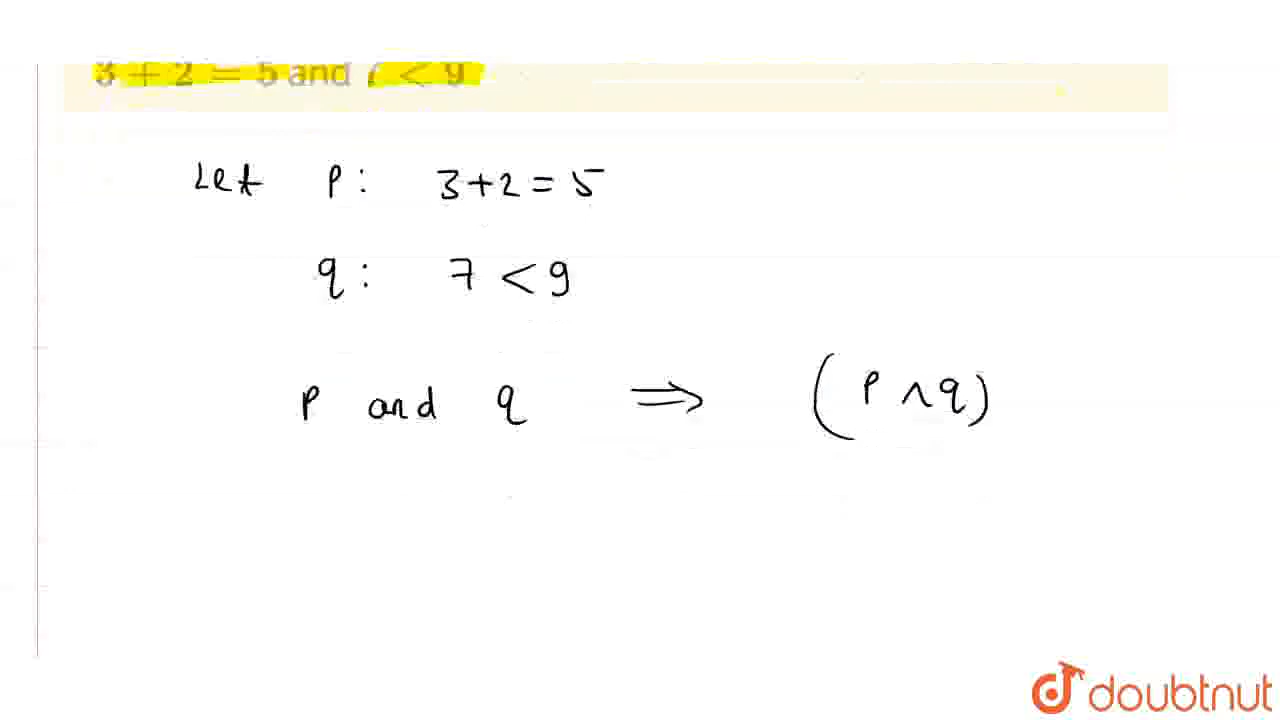 3 + 2 = 5 and 7 < 9
Let p: 3+2=5
q: 7 < 9
p and q ⟹ (p ∧ q)
doubtnut